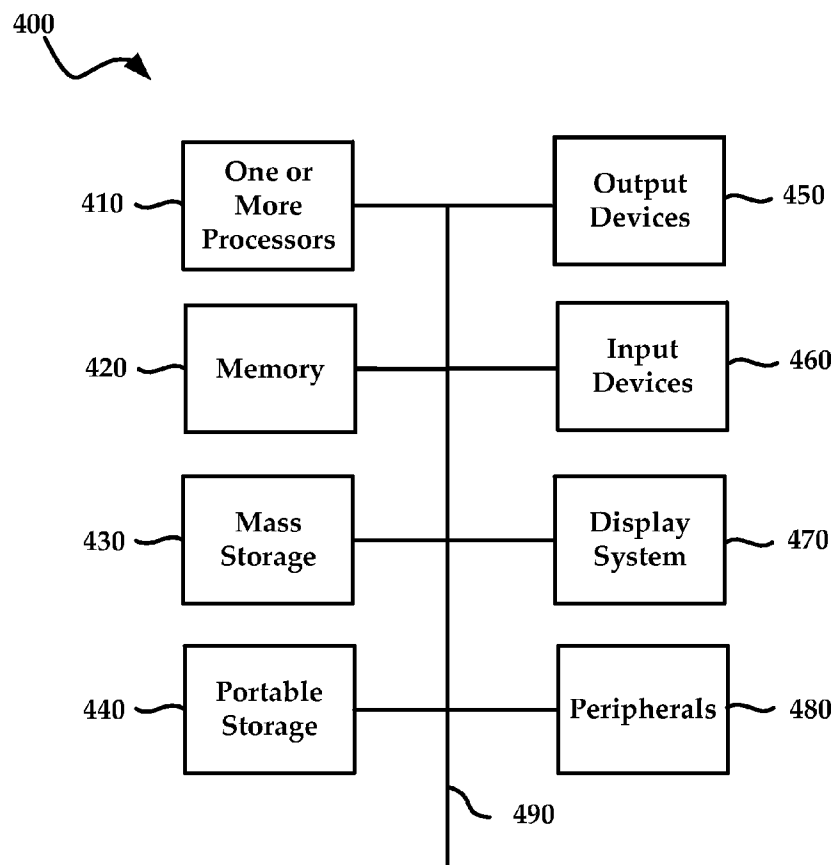 400
410
One or
More
Processors
Output
Devices
450
420
Memory
Input
Devices
460
430
Mass
Storage
Display
System
470
440
Portable
Storage
Peripherals
480
490